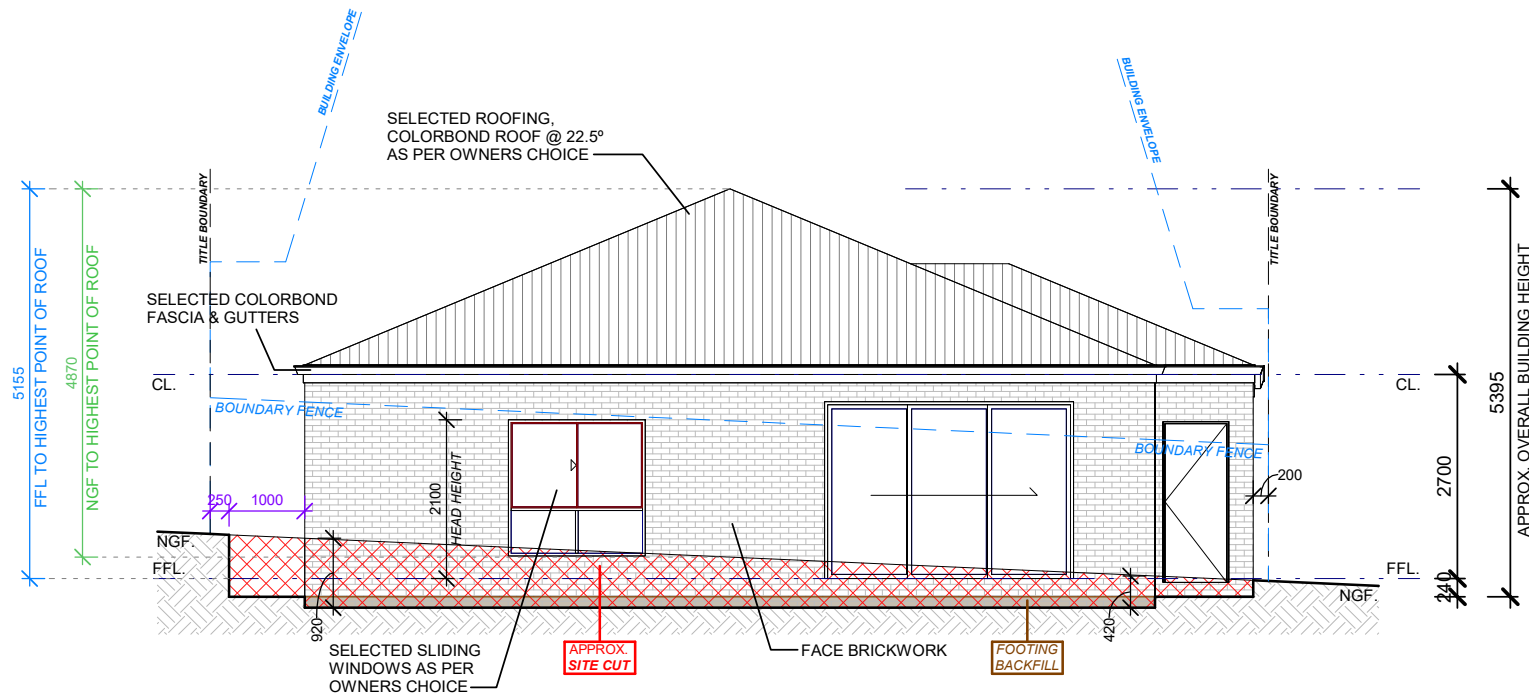 BUILDING ENVELOPE
BUILDING ENVELOPE
SELECTED ROOFING,
COLORBOND ROOF @ 22.5º
AS PER OWNERS CHOICE
TITLE BOUNDARY
TITLE BOUNDARY
5155
FFL TO HIGHEST POINT OF ROOF
4870
NGF TO HIGHEST POINT OF ROOF
SELECTED COLORBOND
FASCIA & GUTTERS
CL.
CL.
BOUNDARY FENCE
BOUNDARY FENCE
2100
HEAD HEIGHT
250
1000
200
2700
240
5395
APPROX. OVERALL BUILDING HEIGHT
NGF.
FFL.
FFL.
NGF.
920
420
SELECTED SLIDING
WINDOWS AS PER
OWNERS CHOICE
APPROX.
SITE CUT
FACE BRICKWORK
FOOTING
BACKFILL